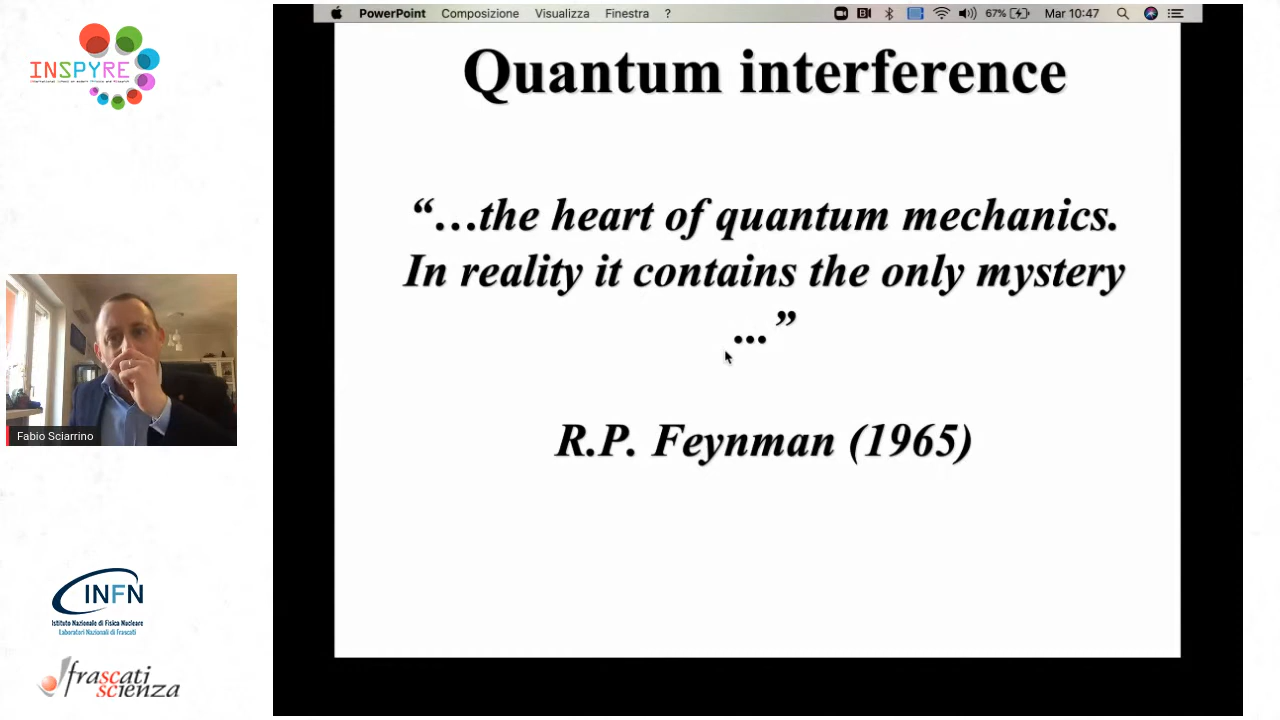 INSPYRE
PowerPoint Composizione Visualizza Finestra ? 67% Mar 10:47
Quantum interference
“…the heart of quantum mechanics.
In reality it contains the only mystery
…”
R.P. Feynman (1965)
Fabio Sciarrino
INFN
Istituto Nazionale di Fisica Nucleare
Laboratori Nazionali di Frascati
frascati
scienza